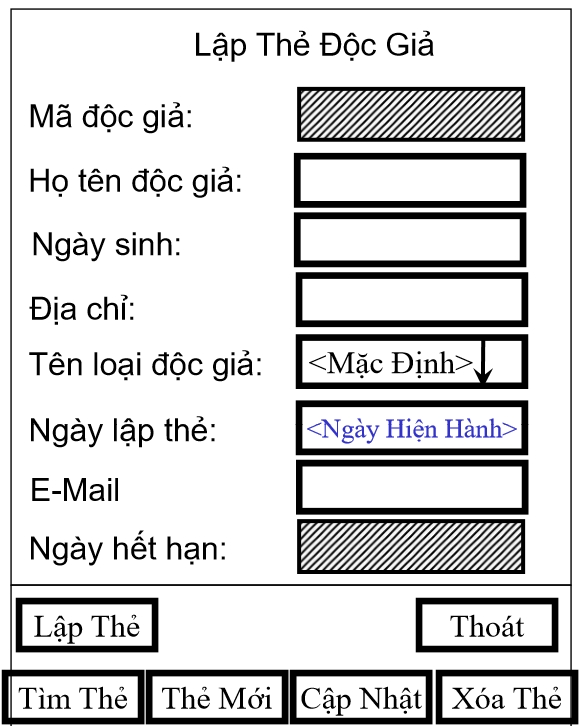 Lập Thẻ Độc Giả
Mã độc giả:
Họ tên độc giả:
Ngày sinh:
Địa chỉ:
Tên loại độc giả: <Mặc Định>
Ngày lập thẻ: <Ngày Hiện Hành>
E-Mail
Ngày hết hạn:
Lập Thẻ Thoát
Tìm Thẻ Thẻ Mới Cập Nhật Xóa Thẻ